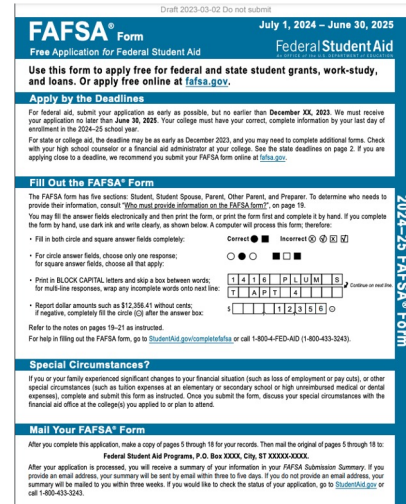 Draft 2023-03-02 Do not submit
FAFSA® Form
July 1, 2024 – June 30, 2025
Free Application for Federal Student Aid
Federal Student Aid
An OFFICE of the U.S. DEPARTMENT of EDUCATION
Use this form to apply free for federal and state student grants, work-study,
and loans. Or apply free online at fafsa.gov.
Apply by the Deadlines
For federal aid, submit your application as early as possible, but no earlier than December XX, 2023. We must receive
your application no later than June 30, 2025. Your college must have your correct, complete information by your last day of
enrollment in the 2024–25 school year.
For state or college aid, the deadline may be as early as December 2023, and you may need to complete additional forms. Check
with your high school counselor or a financial aid administrator at your college. See the state deadlines on page 2. If you are
applying close to a deadline, we recommend you submit your FAFSA form online at fafsa.gov.
Fill Out the FAFSA® Form
The FAFSA form has five sections: Student, Student Spouse, Parent, Other Parent, and Preparer. To determine who needs to
provide their information, consult "Who must provide information on the FAFSA form?", on page 19.
You may fill the answer fields electronically and then print the form, or print the form first and complete it by hand. If you complete
the form by hand, use dark ink and write clearly, as shown below. A computer will process this form; therefore:
• Fill in both circle and square answer fields completely:
Correct Incorrect
• For circle answer fields, choose only one response;
for square answer fields, choose all that apply:
• Print in BLOCK CAPITAL letters and skip a box between words;
for multi-line responses, wrap any incomplete words onto next line:
1416 PLUM S
T APT 4
Continue on next line.
• Report dollar amounts such as $12,356.41 without cents;
if negative, completely fill the circle (⊖) after the answer box:
$ 12356
Refer to the notes on pages 19–21 as instructed.
For help in filling out the FAFSA form, go to StudentAid.gov/completefafsa or call 1-800-4-FED-AID (1-800-433-3243).
2024–25 FAFSA® Form
Special Circumstances?
If you or your family experienced significant changes to your financial situation (such as loss of employment or pay cuts), or other
special circumstances (such as tuition expenses at an elementary or secondary school or high unreimbursed medical or dental
expenses), complete and submit this form as instructed. Once you submit the form, discuss your special circumstances with the
financial aid office at the college(s) you applied to or plan to attend.
Mail Your FAFSA® Form
After you complete this application, make a copy of pages 5 through 18 for your records. Then mail the original of pages 5 through 18 to:
Federal Student Aid Programs, P.O. Box XXXX, City, ST XXXXX-XXXX.
After your application is processed, you will receive a summary of your information in your FAFSA Submission Summary. If you
provide an email address, your summary will be sent by email within three to five days. If you do not provide an email address, your
summary will be mailed to you within three weeks. If you would like to check the status of your application, go to StudentAid.gov or
call 1-800-433-3243.